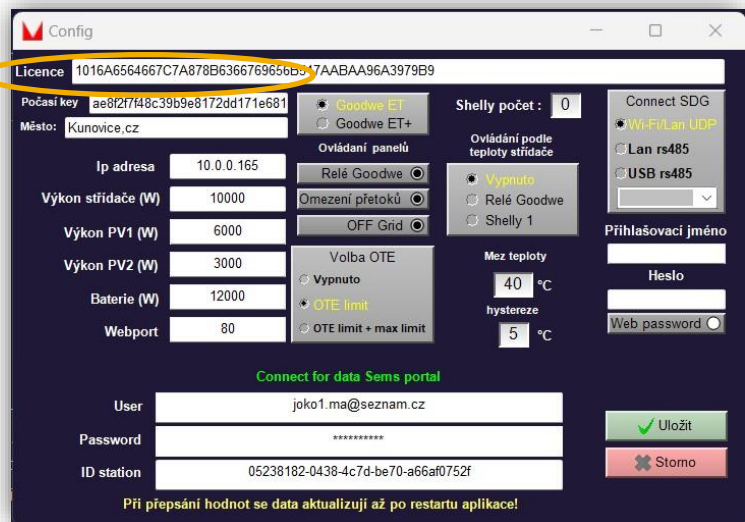 Config
Licence 1016A6564667C7A878B6366769656B547AABAA96A3979B9
Počasí key ae8f2f7f48c39b9e8172dd171e681
Město: Kunovice,cz
Ip adresa 10.0.0.165
Výkon střídače (W) 10000
Výkon PV1 (W) 6000
Výkon PV2 (W) 3000
Baterie (W) 12000
Webport 80
Goodwe ET
Goodwe ET+
Ovládaní panelů
Relé Goodwe
Omezení přetoků
OFF Grid
Volba OTE
Vypnuto
OTE limit
OTE limit + max limit
Shelly počet : 0
Ovládání podle
teploty střídače
Vypnuto
Relé Goodwe
Shelly 1
Mez teploty
40 °C
hystereze
5 °C
Connect SDG
Wi-Fi/Lan UDP
Lan rs485
USB rs485
Přihlašovací jméno
Heslo
Web password
Connect for data Sems portal
User joko1.ma@seznam.cz
Password **********
ID station 05238182-0438-4c7d-be70-a66af0752f
Uložit
Storno
Při přepsání hodnot se data aktualizují až po restartu aplikace!